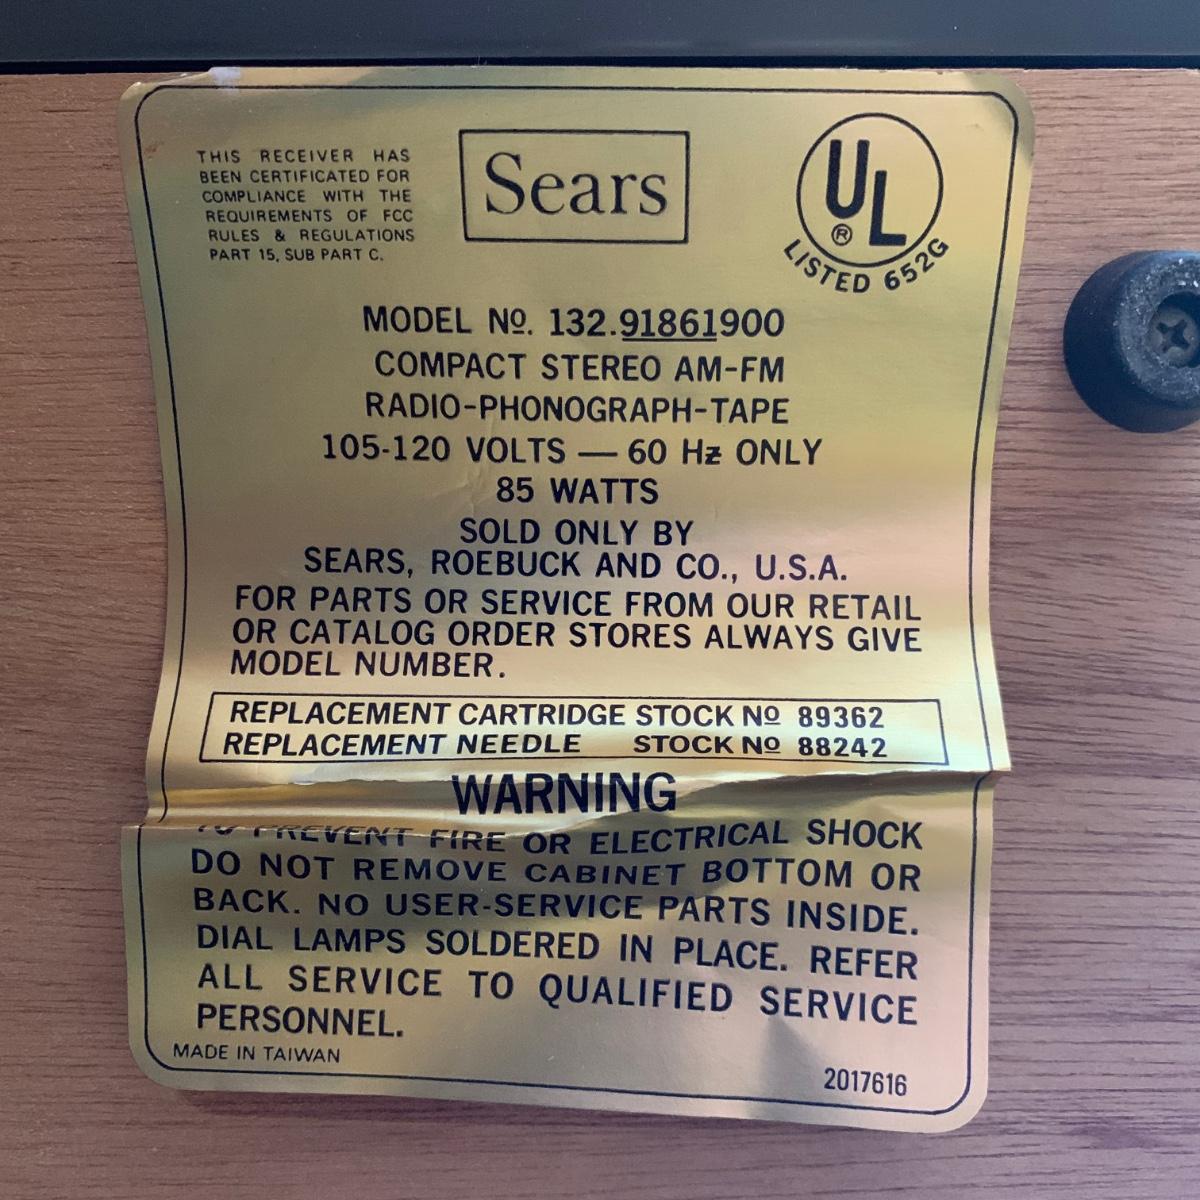 THIS RECEIVER HAS
BEEN CERTIFICATED FOR
COMPLIANCE WITH THE
REQUIREMENTS OF FCC
RULES & REGULATIONS
PART 15, SUB PART C.
Sears
UL
®
LISTED 652G
MODEL Nº. 132.91861900
COMPACT STEREO AM-FM
RADIO-PHONOGRAPH-TAPE
105-120 VOLTS — 60 Hz ONLY
85 WATTS
SOLD ONLY BY
SEARS, ROEBUCK AND CO., U.S.A.
FOR PARTS OR SERVICE FROM OUR RETAIL
OR CATALOG ORDER STORES ALWAYS GIVE
MODEL NUMBER.
REPLACEMENT CARTRIDGE STOCK Nº 89362
REPLACEMENT NEEDLE STOCK Nº 88242
WARNING
TO PREVENT FIRE OR ELECTRICAL SHOCK
DO NOT REMOVE CABINET BOTTOM OR
BACK. NO USER-SERVICE PARTS INSIDE.
DIAL LAMPS SOLDERED IN PLACE. REFER
ALL SERVICE TO QUALIFIED SERVICE
PERSONNEL.
MADE IN TAIWAN
2017616